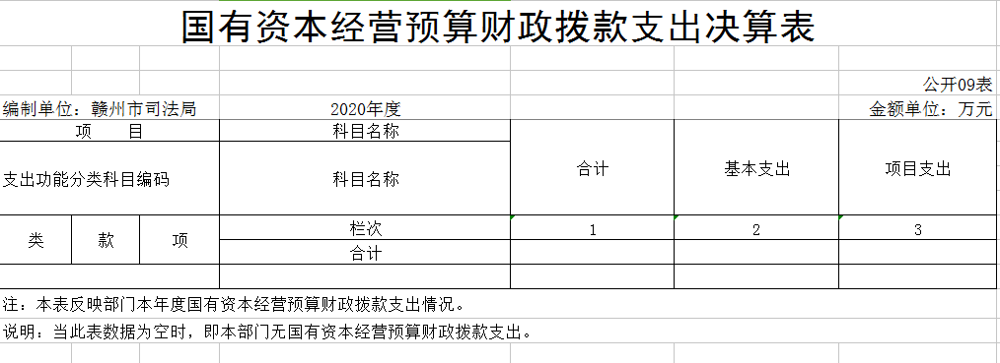 国有资本经营预算财政拨款支出决算表
公开09表
编制单位：赣州市司法局 2020年度 金额单位：万元
项 目 科目名称 合计 基本支出 项目支出
支出功能分类科目编码 科目名称
类 款 项 栏次 1 2 3
合计
注：本表反映部门本年度国有资本经营预算财政拨款支出情况。
说明：当此表数据为空时，即本部门无国有资本经营预算财政拨款支出。